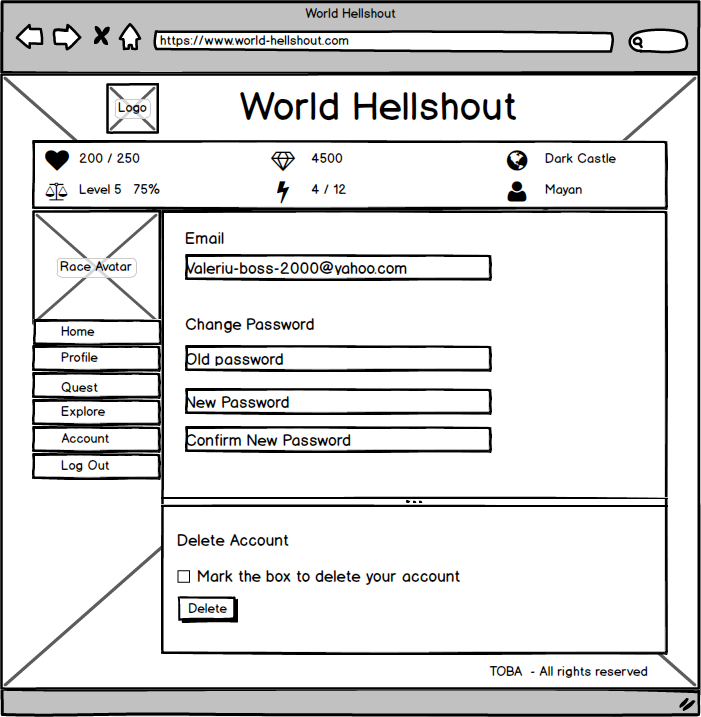 World Hellshout
https://www.world-hellshout.com
Logo
World Hellshout
200 / 250
4500
Dark Castle
Level 5 75%
4 / 12
Mayan
Race Avatar
Home
Profile
Quest
Explore
Account
Log Out
Email
Valeriu-boss-2000@yahoo.com
Change Password
Old password
New Password
Confirm New Password
Delete Account
Mark the box to delete your account
Delete
TOBA - All rights reserved